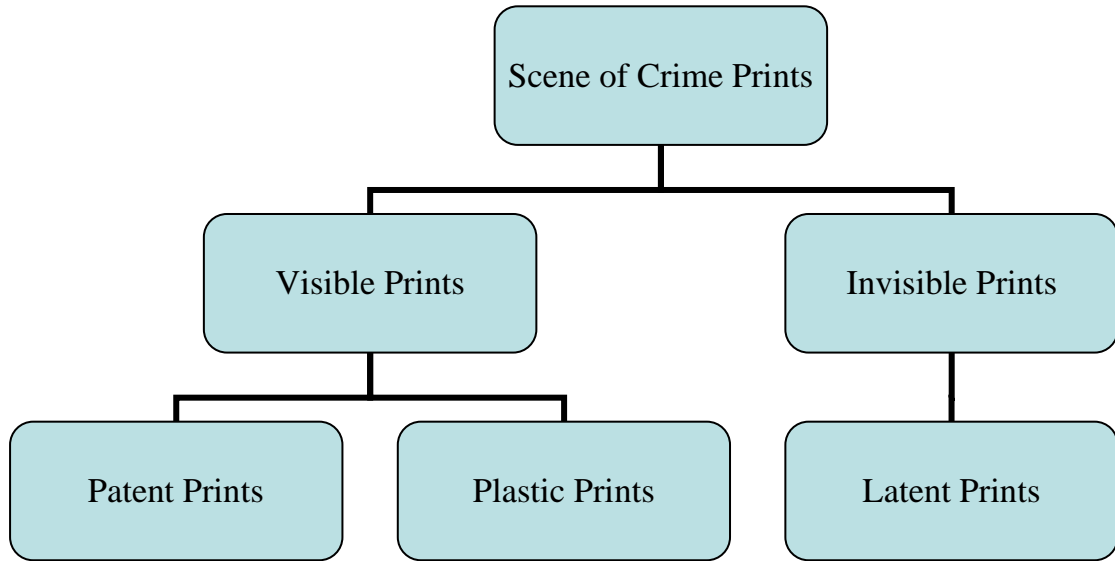 Scene of Crime Prints
Visible Prints
Invisible Prints
Patent Prints
Plastic Prints
Latent Prints